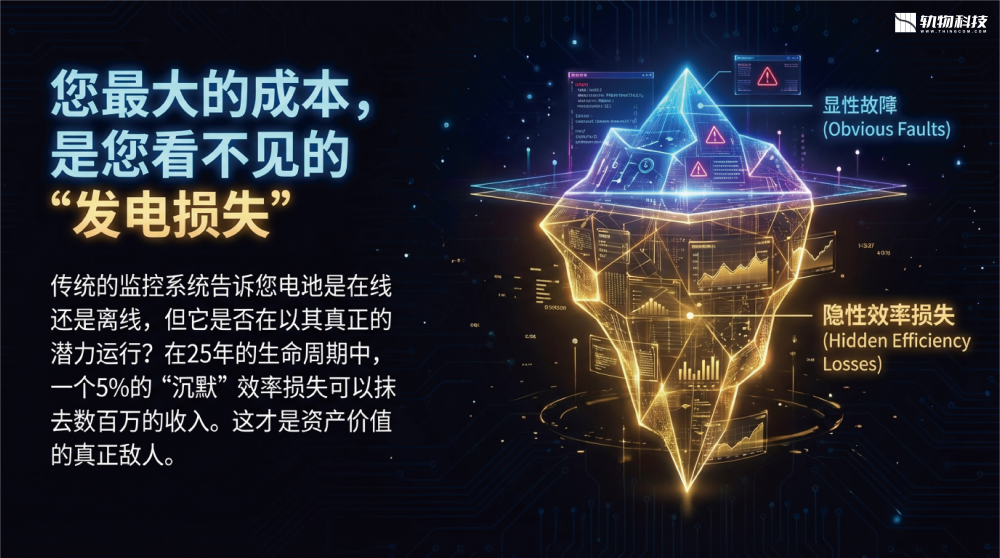 轨物科技
WWW.THINGCOM.COM
您最大的成本，
是您看不见的
“发电损失”
传统的监控系统告诉您电池是在线
还是离线，但它是否在以其真正的
潜力运行？在25年的生命周期中，
一个5%的“沉默”效率损失可以抹
去数百万的收入。这才是资产价值
的真正敌人。
显性故障
(Obvious Faults)
隐性效率损失
(Hidden Efficiency
Losses)